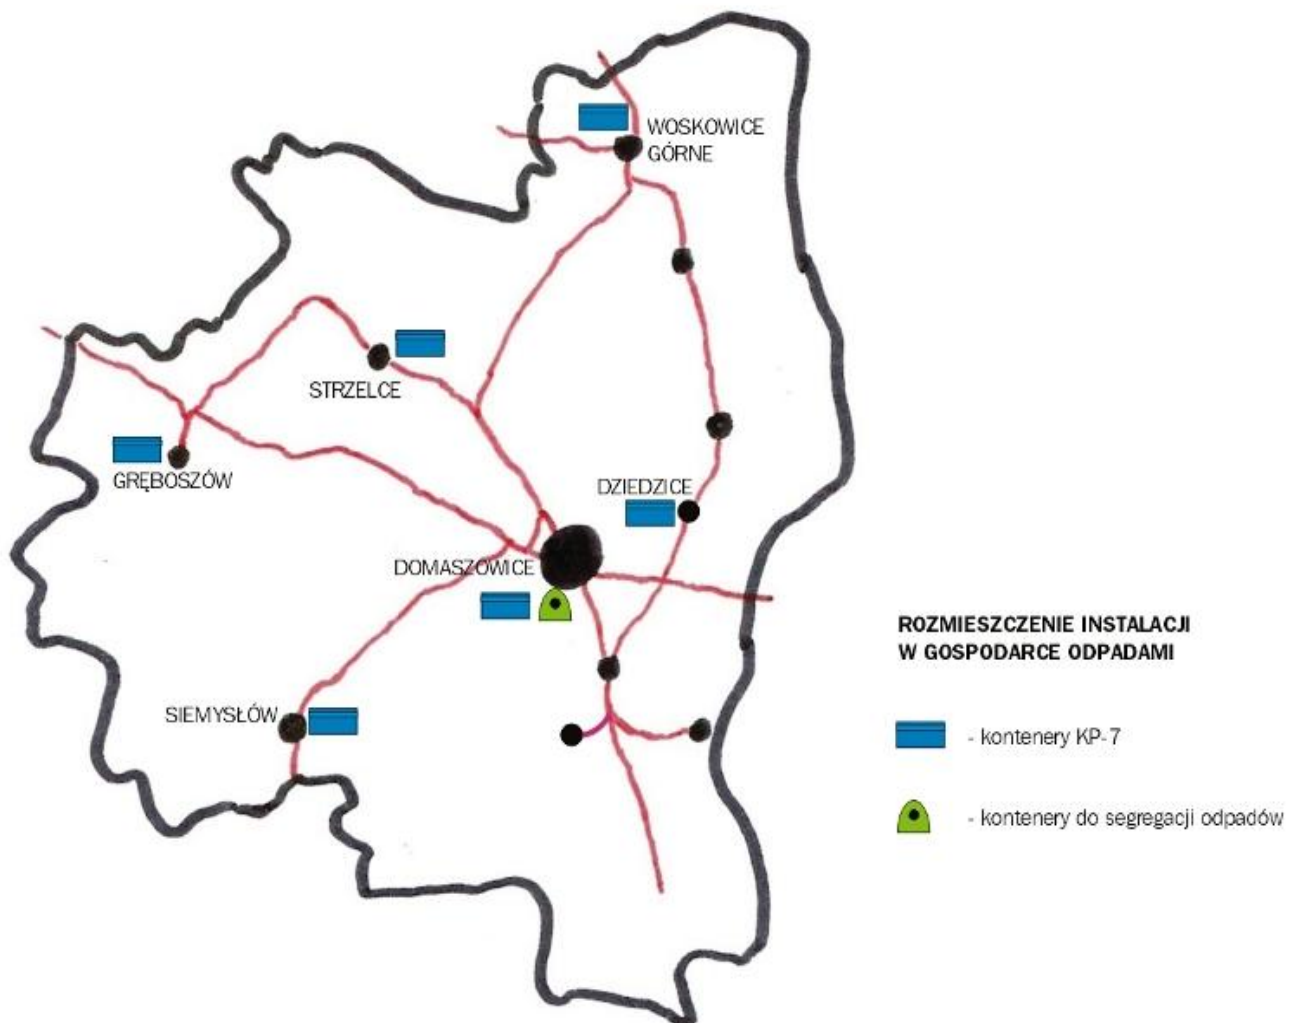 WOSKOWICE
GÓRNE
STRZELCE
GRĘBOSZÓW
DZIEDZICE
DOMASZOWICE
SIEMYSŁÓW
ROZMIESZCZENIE INSTALACJI
W GOSPODARCE ODPADAMI
- kontenery KP-7
- kontenery do segregacji odpadów